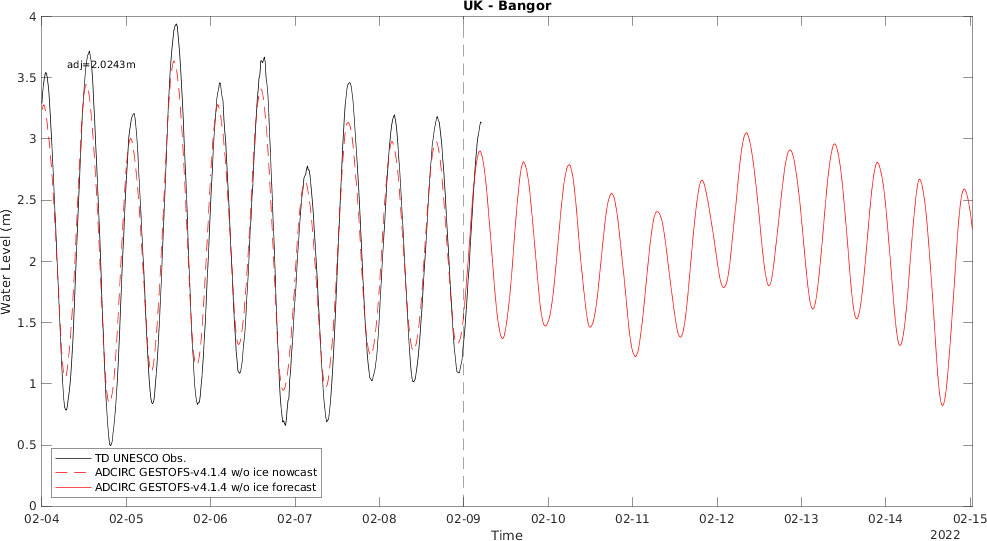 UK - Bangor
4
3.5
3
2.5
2
1.5
1
0.5
0
Water Level (m)
adj=2.0243m
TD UNESCO Obs.
ADCIRC GESTOFS-v4.1.4 w/o ice nowcast
ADCIRC GESTOFS-v4.1.4 w/o ice forecast
02-04 02-05 02-06 02-07 02-08 02-09 02-10 02-11 02-12 02-13 02-14 02-15
Time
2022